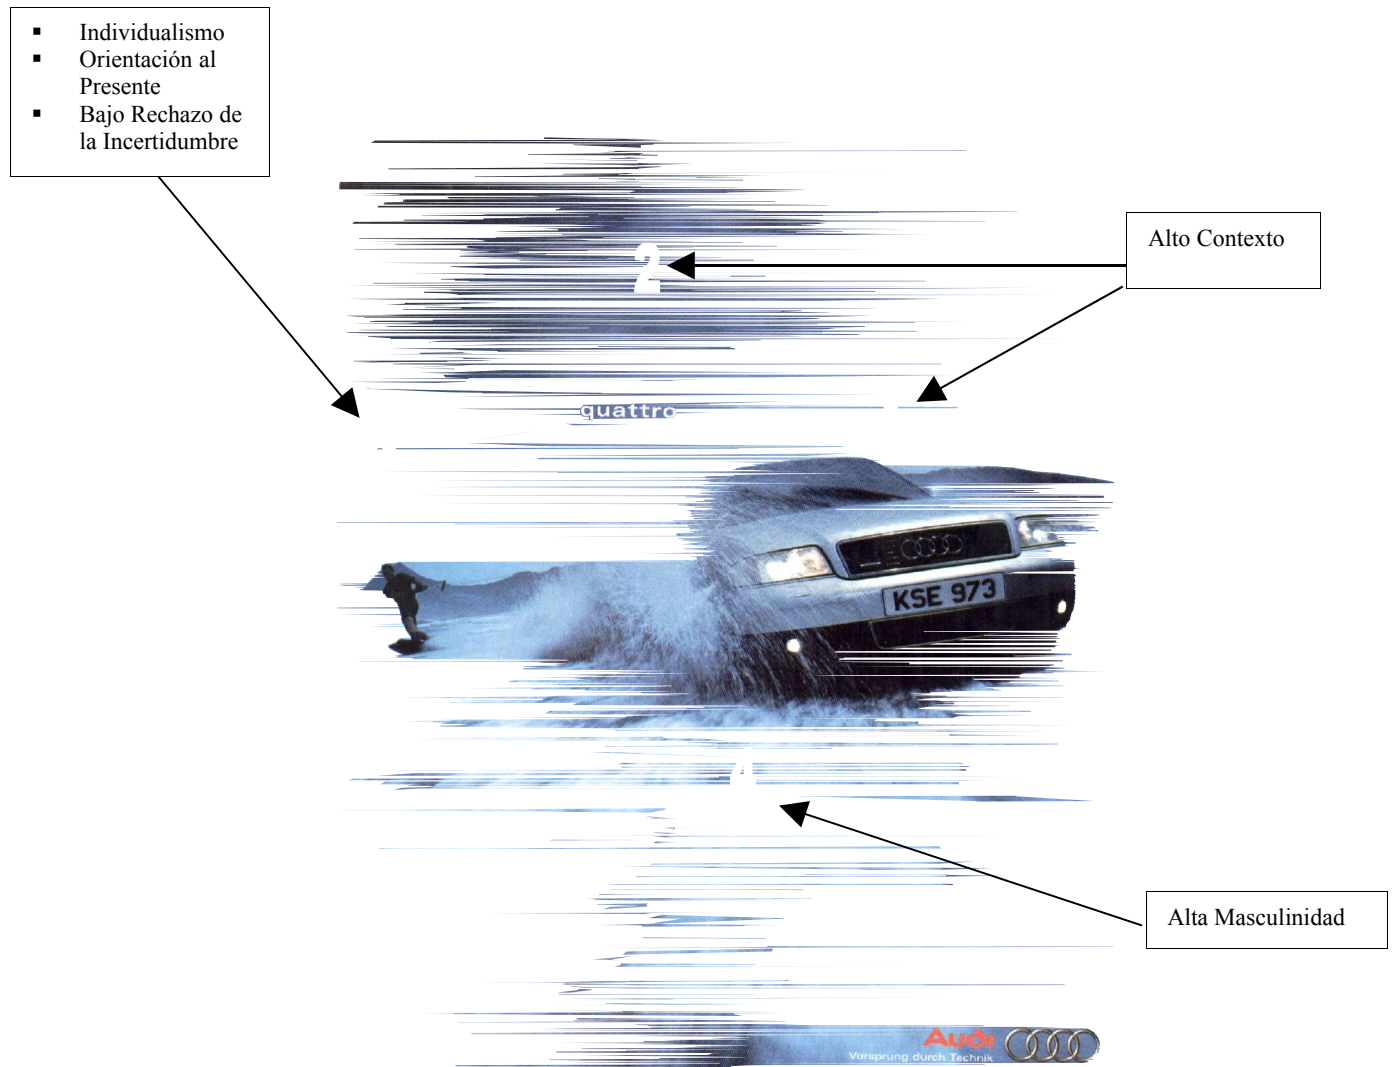 ▪ Individualismo
▪ Orientación al
Presente
▪ Bajo Rechazo de
la Incertidumbre
Alto Contexto
2
quattro
KSE 973
4
Alta Masculinidad
Audi
Vorsprung durch Technik